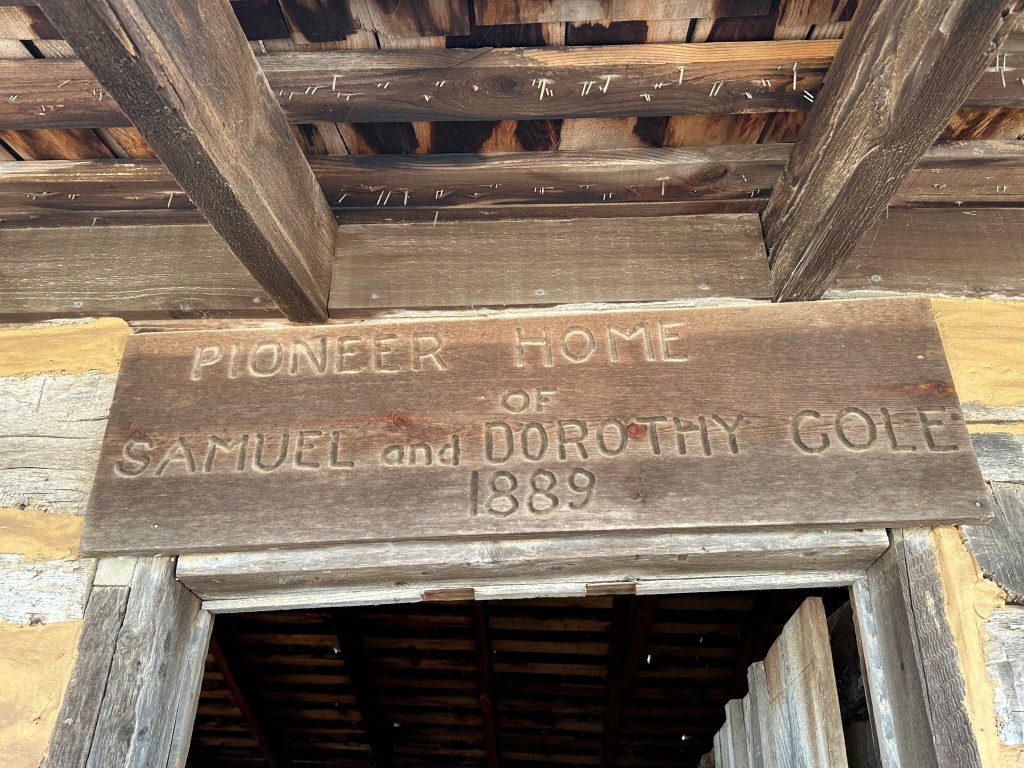 PIONEER HOME
OF
SAMUEL and DOROTHY GOLE
1889